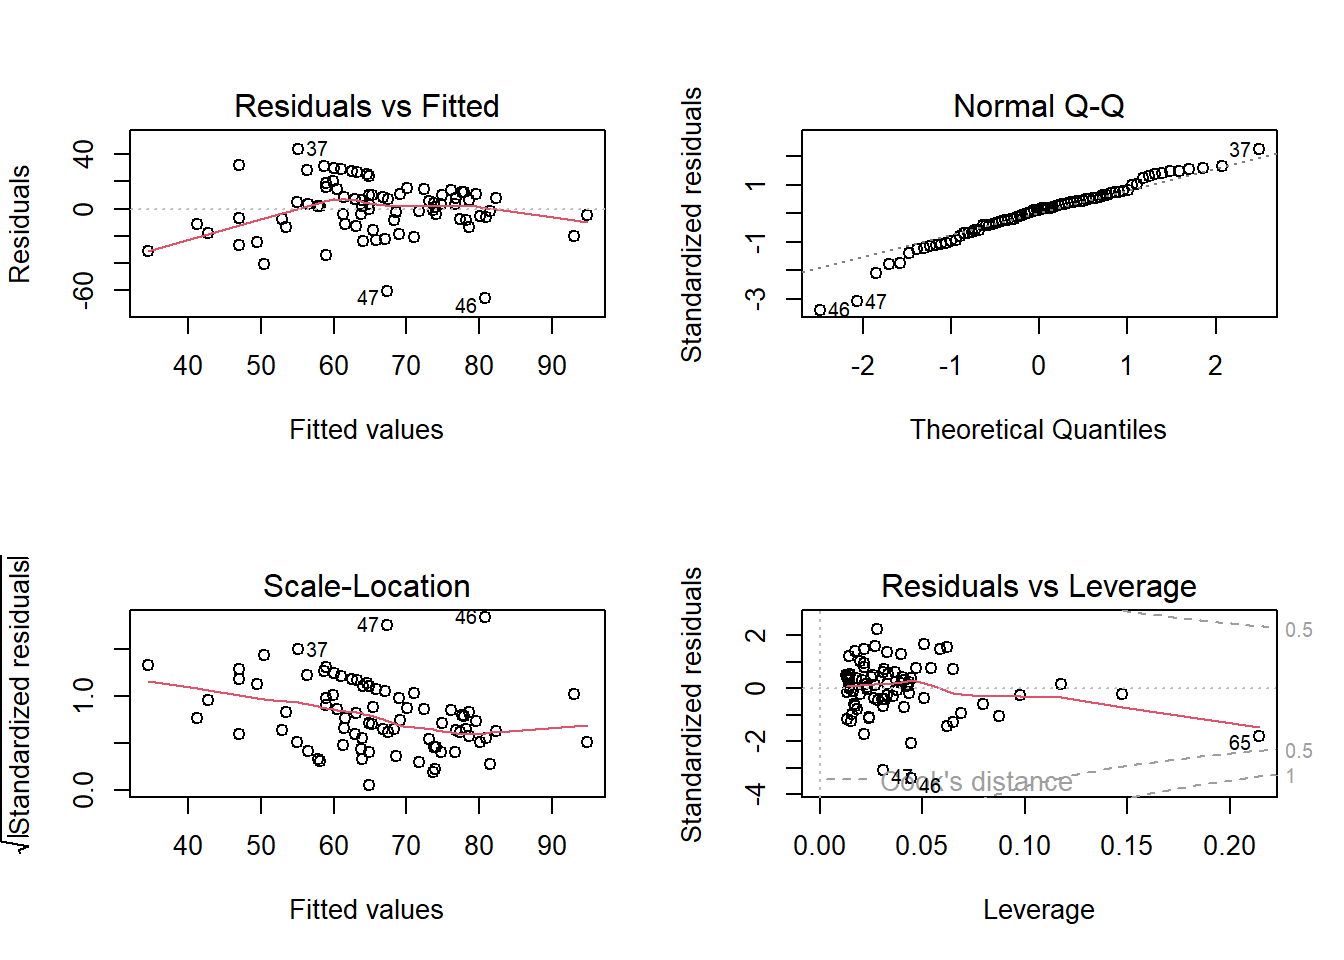 Residuals vs Fitted
Residuals
40
0
-60
37
47
46
40 50 60 70 80 90
Fitted values
Normal Q-Q
Standardized residuals
1
-1
-3
37
46
47
-2 -1 0 1 2
Theoretical Quantiles
Scale-Location
√|Standardized residuals|
1.0
0.0
47
46
37
40 50 60 70 80 90
Fitted values
Residuals vs Leverage
Standardized residuals
2
0
-2
-4
0.5
65
0.5
1
47
Cook's distance
46
0.00 0.05 0.10 0.15 0.20
Leverage